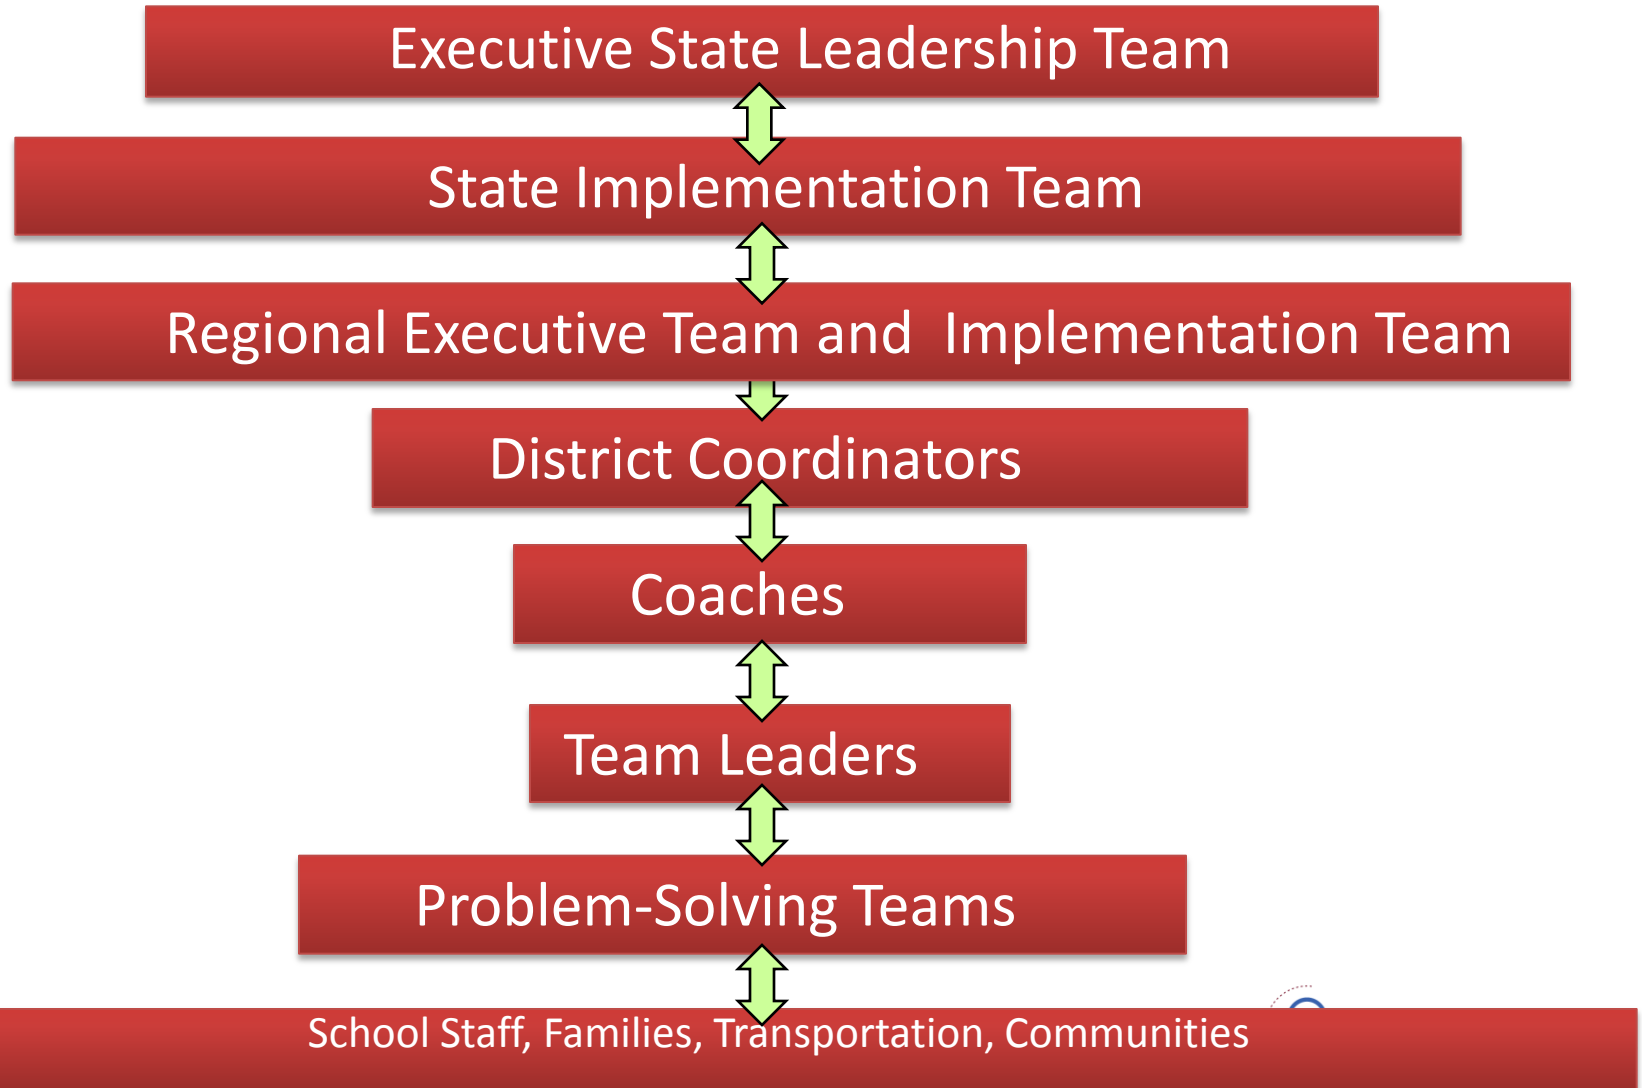 Executive State Leadership Team
State Implementation Team
Regional Executive Team and  Implementation Team
District Coordinators
Coaches
Team Leaders
Problem-Solving Teams
School Staff, Families, Transportation, Communities